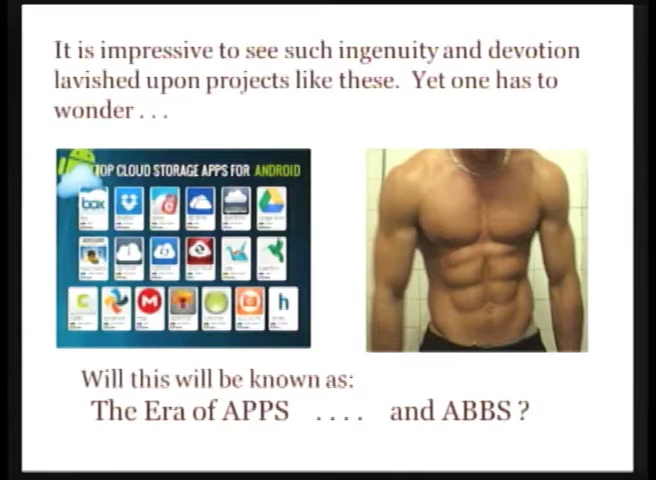 It is impressive to see such ingenuity and devotion
lavished upon projects like these.  Yet one has to
wonder . . .
TOP CLOUD STORAGE APPS FOR ANDROID
box
h
Will this will be known as:
The Era of APPS   . . . .   and ABBS ?